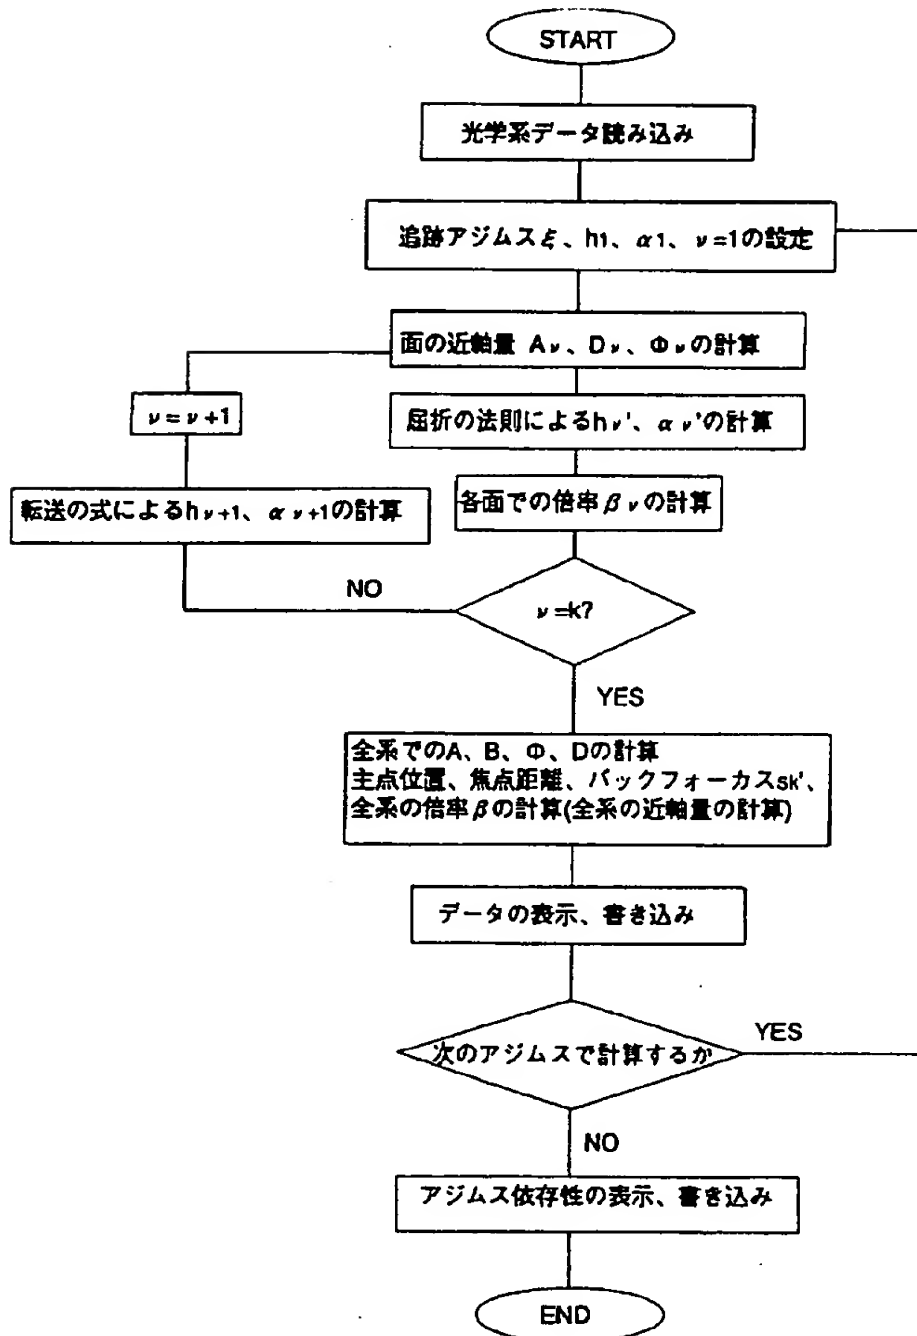 START
光学系データ読み込み
追跡アジムスξ、h1、α1、ν=1の設定
面の近軸量 Aν、Dν、Φνの計算
ν=ν+1
屈折の法則によるhν'、αν'の計算
転送の式によるhν+1、αν+1の計算
各面での倍率βνの計算
NO
ν=k?
YES
全系でのA、B、Φ、Dの計算
主点位置、焦点距離、バックフォーカスsk'、
全系の倍率βの計算(全系の近軸量の計算)
データの表示、書き込み
次のアジムスで計算するか
YES
NO
アジムス依存性の表示、書き込み
END